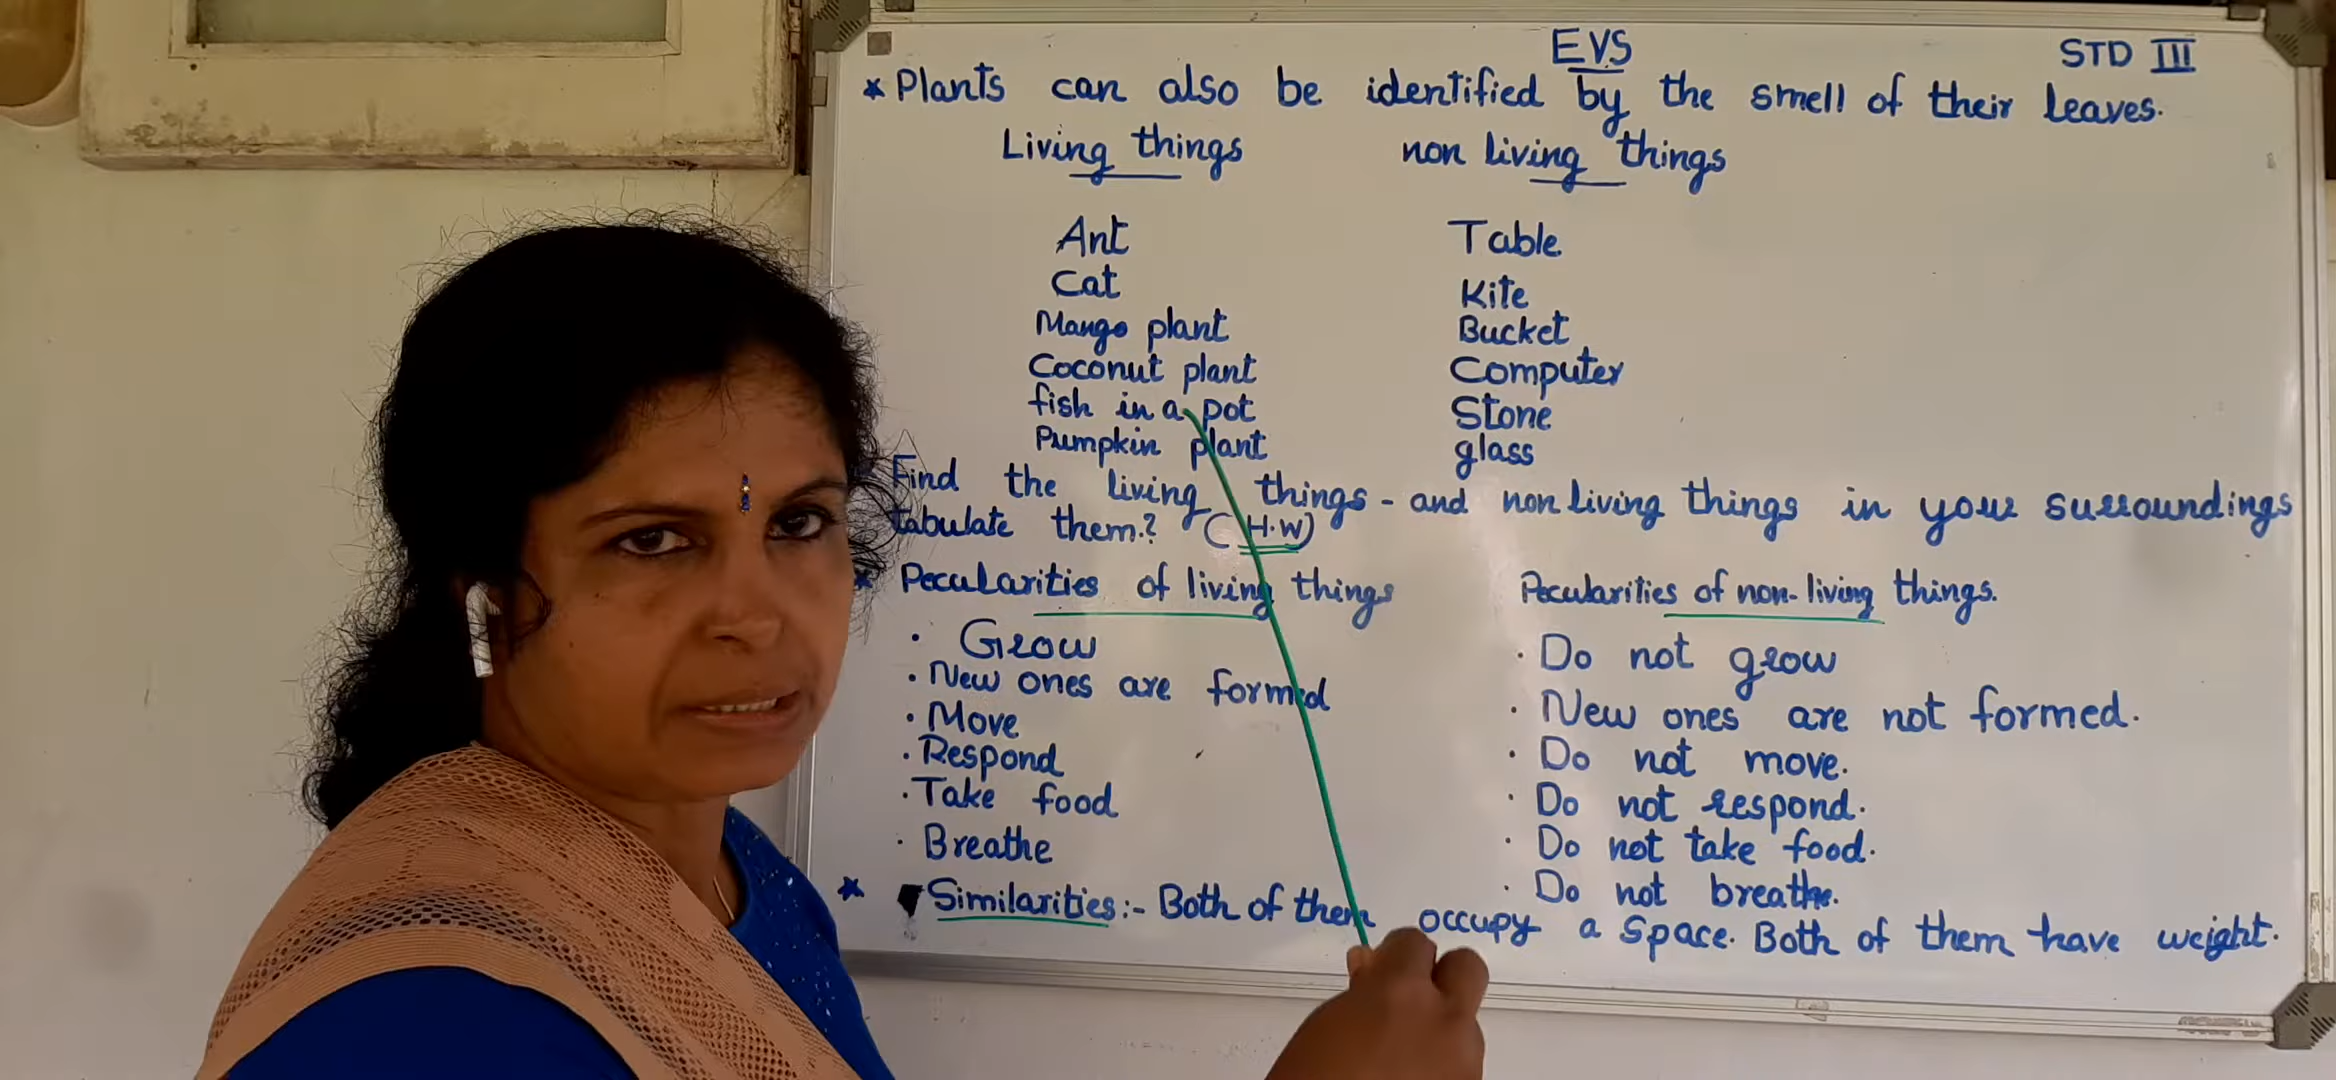 EVS STD III
* Plants can also be identified by the smell of their leaves.
Living things non living things
Ant Table
Cat Kite
Mango plant Bucket
Coconut plant Computer
fish in a pot Stone
Pumpkin plant glass
Find the living things - and non living things in your surroundings
tabulate them.? (H.W)
* Pecularities of living things Pecularities of non-living things.
· Grow · Do not grow
· New ones are formed · New ones are not formed.
· Move · Do not move.
· Respond · Do not respond.
· Take food · Do not take food.
· Breathe · Do not breathe.
* Similarities:- Both of them occupy a Space. Both of them have weight.